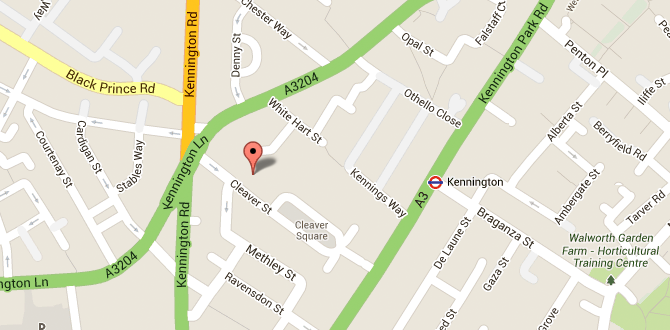 Chester Way
Opal St
Falstaff C
Kennington Park Rd
Penton Pl
Iliffe St
Denny St
Kennington Rd
Black Prince Rd
A3204
Othello Close
Alberta St
White Hart St
Berryfield Rd
Courtenay St
Cardigan St
Stables Way
Kennington Ln
Kennings Way
A3
Kennington
Ambergate St
Tarver Rd
Cleaver St
Cleaver
Square
Braganza St
De Laune St
Walworth Garden
Farm - Horticultural
Training Centre
Kennington Rd
Methley St
Gaza St
A3204
ngton Ln
Ravensdon St
grove